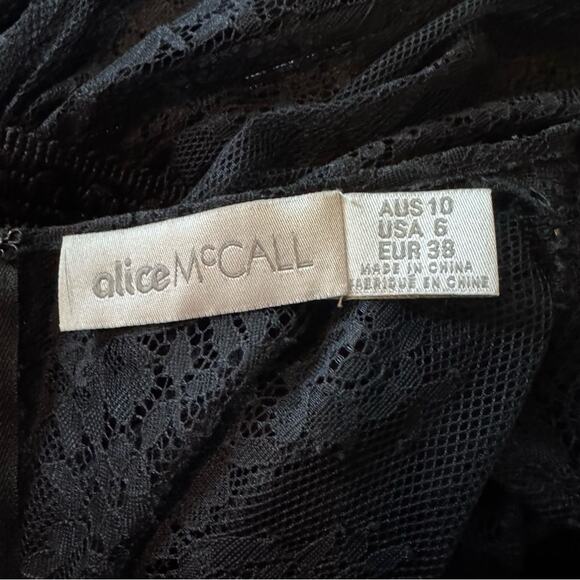 alice McCALL
AUS 10
USA 6
EUR 38
MADE IN CHINA
FABRIQUE EN CHINE